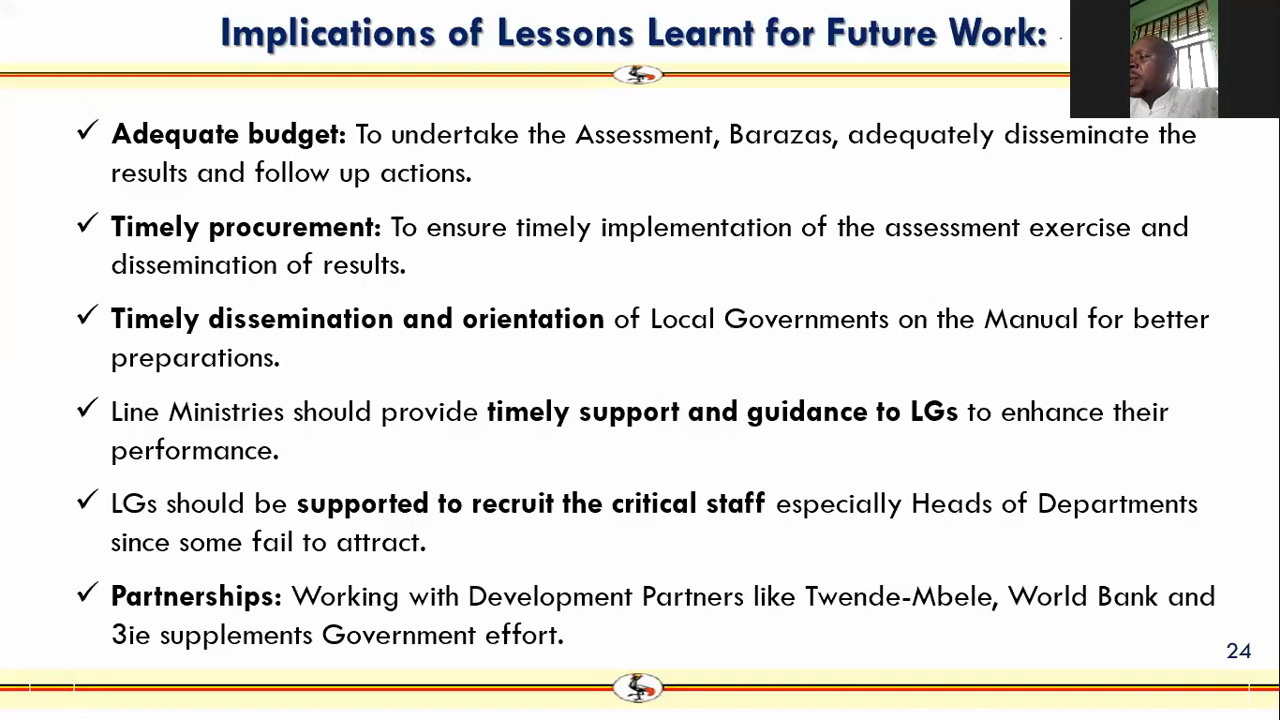 Implications of Lessons Learnt for Future Work:
✓ Adequate budget: To undertake the Assessment, Barazas, adequately disseminate the
results and follow up actions.
✓ Timely procurement: To ensure timely implementation of the assessment exercise and
dissemination of results.
✓ Timely dissemination and orientation of Local Governments on the Manual for better
preparations.
✓ Line Ministries should provide timely support and guidance to LGs to enhance their
performance.
✓ LGs should be supported to recruit the critical staff especially Heads of Departments
since some fail to attract.
✓ Partnerships: Working with Development Partners like Twende-Mbele, World Bank and
3ie supplements Government effort.
24